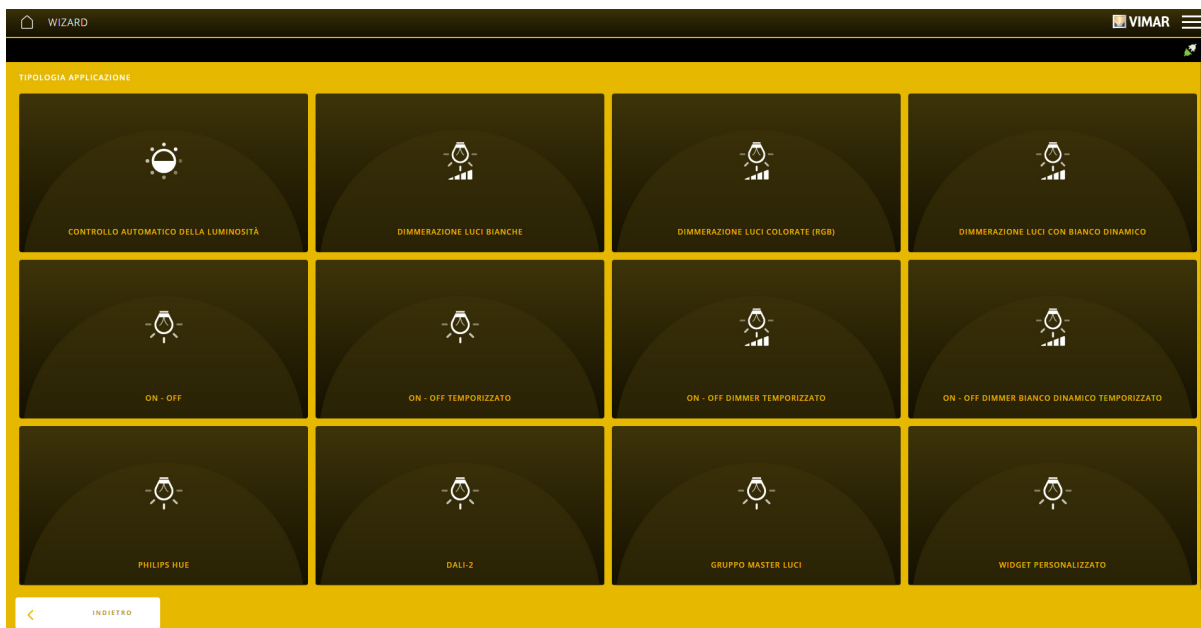 WIZARD
VIMAR
TIPOLOGIA APPLICAZIONE
CONTROLLO AUTOMATICO DELLA LUMINOSITÀ
DIMMERAZIONE LUCI BIANCHE
DIMMERAZIONE LUCI COLORATE (RGB)
DIMMERAZIONE LUCI CON BIANCO DINAMICO
ON - OFF
ON - OFF TEMPORIZZATO
ON - OFF DIMMER TEMPORIZZATO
ON - OFF DIMMER BIANCO DINAMICO TEMPORIZZATO
PHILIPS HUE
DALI-2
GRUPPO MASTER LUCI
WIDGET PERSONALIZZATO
INDIETRO